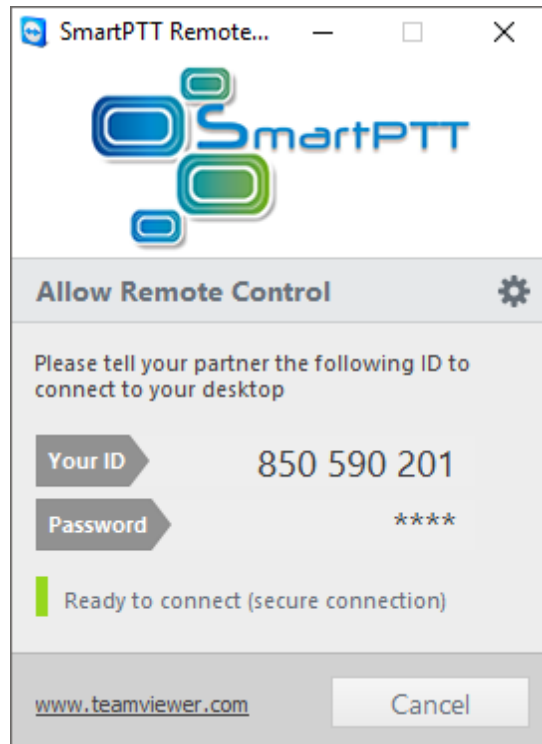 SmartPTT Remote...
SmartPTT
Allow Remote Control
Please tell your partner the following ID to
connect to your desktop
Your ID 850 590 201
Password ****
Ready to connect (secure connection)
www.teamviewer.com Cancel